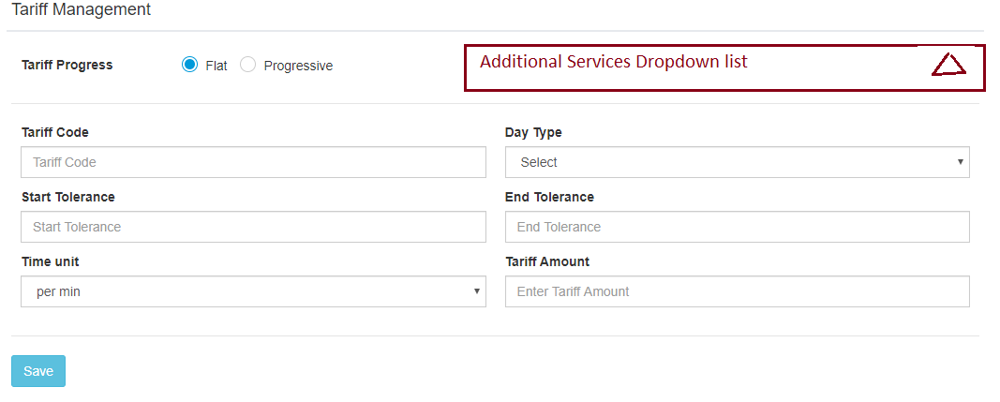 Tariff Management
Tariff Progress Flat Progressive Additional Services Dropdown list
Tariff Code Day Type
Tariff Code Select
Start Tolerance End Tolerance
Start Tolerance End Tolerance
Time unit Tariff Amount
per min Enter Tariff Amount
Save